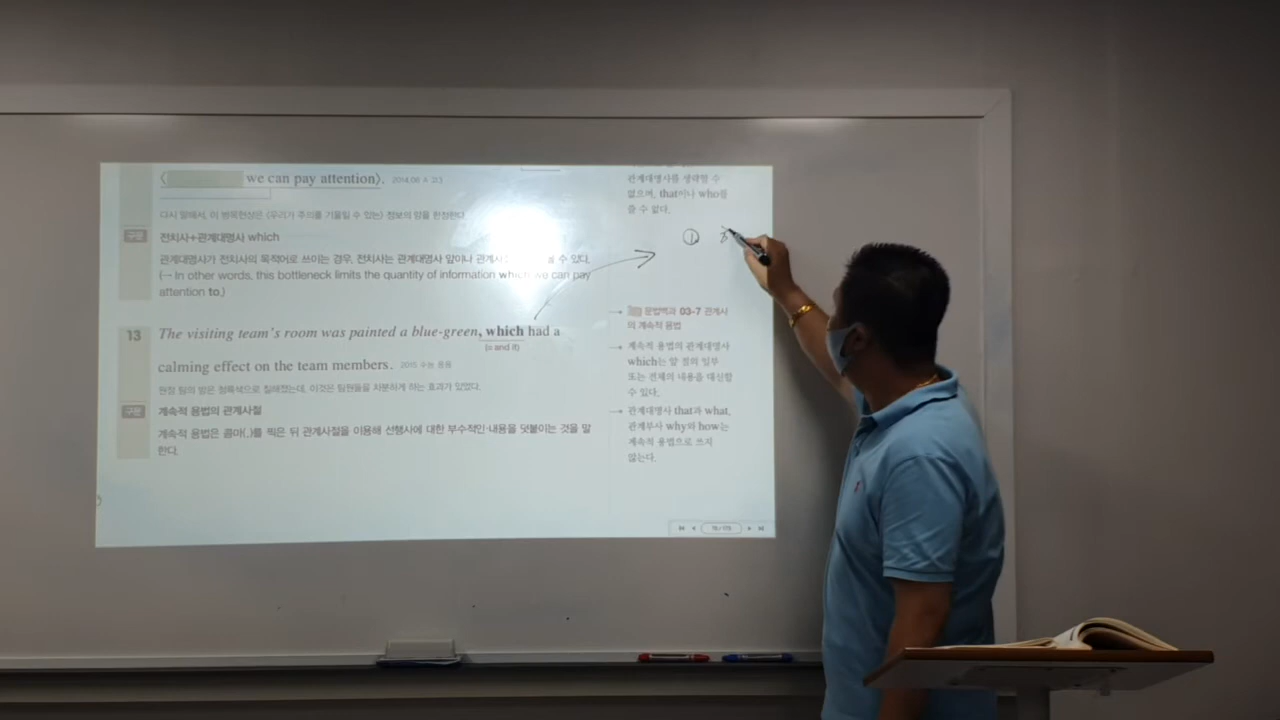 〈 we can pay attention〉. 2014.06 A 고3
다시 말해서, 이 병목현상은 〈우리가 주의를 기울일 수 있는〉 정보의 양을 한정한다.
구문 전치사+관계대명사 which
관계대명사가 전치사의 목적어로 쓰이는 경우, 전치사는 관계대명사 앞이나 관계사 수 있다.
(→ In other words, this bottleneck limits the quantity of information which we can pay
attention to.)
13 The visiting team's room was painted a blue-green, which had a
(= and it)
calming effect on the team members. 2015 수능 응용
원정 팀의 방은 청록색으로 칠해졌는데, 이것은 팀원들을 차분하게 하는 효과가 있었다.
구문 계속적 용법의 관계사절
계속적 용법은 콤마(,)를 찍은 뒤 관계사절을 이용해 선행사에 대한 부수적인 내용을 덧붙이는 것을 말
한다.
관계대명사를 생략할 수
없으며, that이나 who를
쓸 수 없다.
①
→ 문법백과 03-7 관계사
의 계속적 용법
→ 계속적 용법의 관계대명사
which는 앞 절의 일부
또는 전체의 내용을 대신할
수 있다.
→ 관계대명사 that과 what,
관계부사 why와 how는
계속적 용법으로 쓰지
않는다.